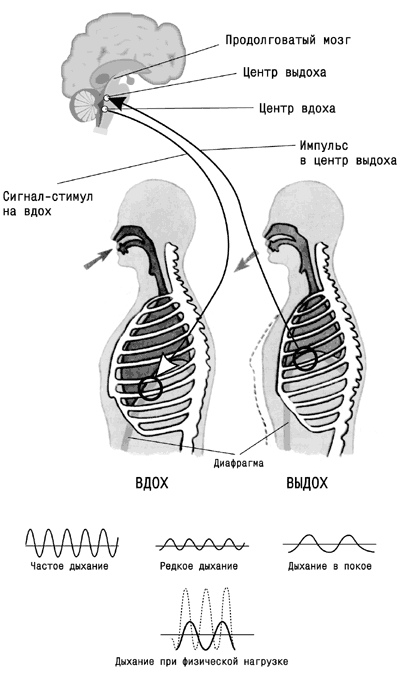 Продолговатый мозг
Центр выдоха
Центр вдоха
Импульс
в центр выдоха
Сигнал-стимул
на вдох
Диафрагма
ВДОХ
ВЫДОХ
Частое дыхание
Редкое дыхание
Дыхание в покое
Дыхание при физической нагрузке